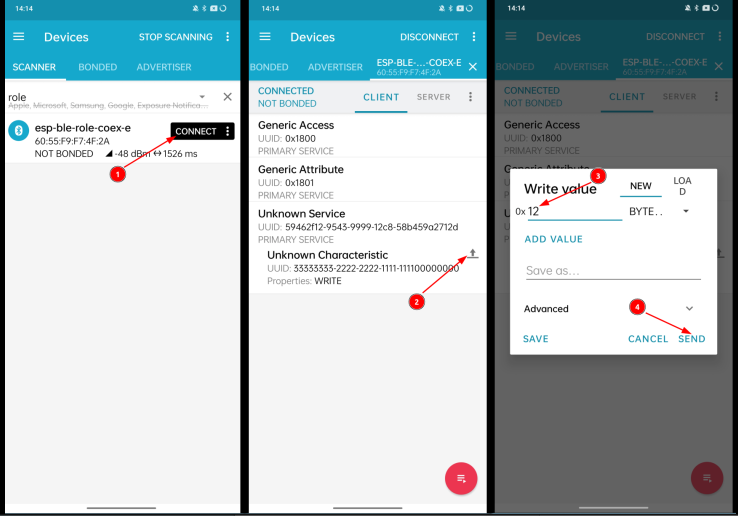 14:14
Devices
STOP SCANNING
SCANNER
BONDED
ADVERTISER
role
Apple, Microsoft, Samsung, Google, Exposure Notifica...
esp-ble-role-coex-e
CONNECT
60:55:F9:F7:4F:2A
NOT BONDED
-48 dBm ↔ 1526 ms
1
14:14
Devices
DISCONNECT
BONDED
ADVERTISER
ESP-BLE-...-COEX-E
60:55:F9:F7:4F:2A
CONNECTED
NOT BONDED
CLIENT
SERVER
Generic Access
UUID: 0x1800
PRIMARY SERVICE
Generic Attribute
UUID: 0x1801
PRIMARY SERVICE
Unknown Service
UUID: 59462f12-9543-9999-12c8-58b459a2712d
PRIMARY SERVICE
Unknown Characteristic
UUID: 33333333-2222-2222-1111-111100000000
Properties: WRITE
2
14:14
Devices
DISCONNECT
BONDED
ADVERTISER
ESP-BLE-...-COEX-E
60:55:F9:F7:4F:2A
CONNECTED
NOT BONDED
CLIENT
SERVER
Generic Access
UUID: 0x1800
PRIMARY SERVICE
Generic Attribute
3
Write value
NEW
LOA
D
0x 12
BYTE..
ADD VALUE
Save as...
4
Advanced
SAVE
CANCEL
SEND